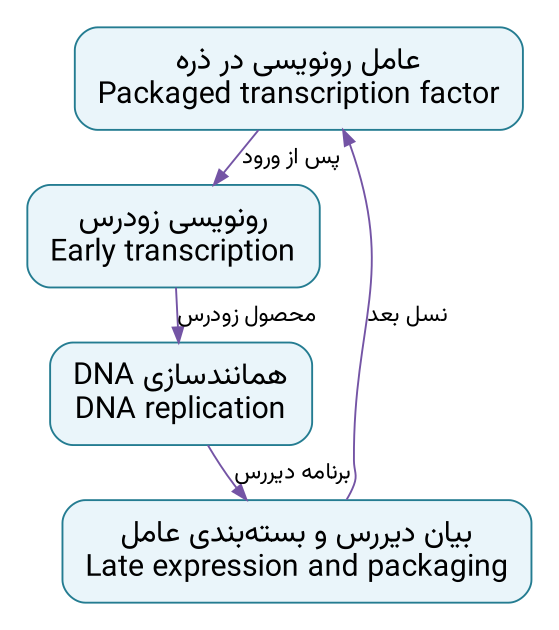 عامل رونویسی در ذره
Packaged transcription factor
پس از ورود
رونویسی زودرس
Early transcription
محصول زودرس
نسل بعد
همانندسازی DNA
DNA replication
برنامه دیررس
بیان دیررس و بسته‌بندی عامل
Late expression and packaging